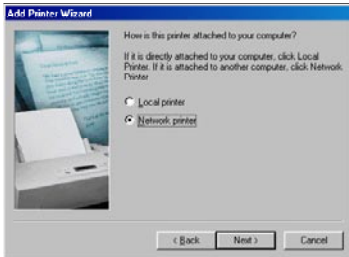 Add Printer Wizard
How is this printer attached to your computer?
If it is directly attached to your computer, click Local
Printer. If it is attached to another computer, click Network
Printer
Local printer
Network printer
< Back
Next >
Cancel